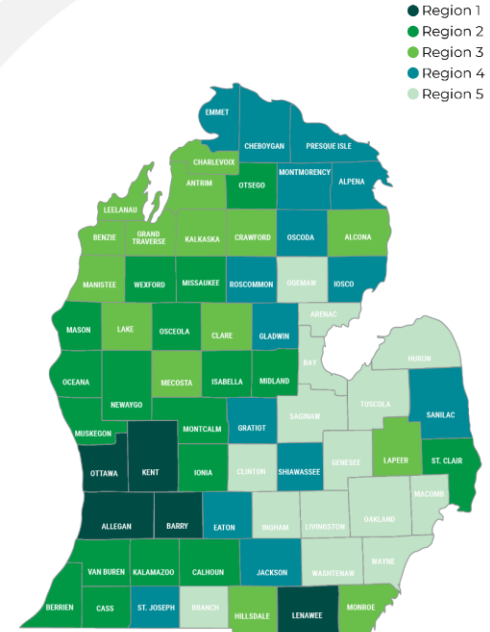 Region 1
Region 2
Region 3
Region 4
Region 5
EMMET
CHEBOYGAN
PRESQUE ISLE
CHARLEVOIX
ANTRIM
OTSEGO
MONTMORENCY
ALPENA
LEELANAU
BENZIE
GRAND
TRAVERSE
KALKASKA
CRAWFORD
OSCODA
ALCONA
MANISTEE
WEXFORD
MISSAUKEE
ROSCOMMON
OGEMAW
IOSCO
ARENAC
MASON
LAKE
OSCEOLA
CLARE
GLADWIN
HURON
BAY
OCEANA
NEWAYGO
MECOSTA
ISABELLA
MIDLAND
TUSCOLA
SANILAC
SAGINAW
MUSKEGON
MONTCALM
GRATIOT
OTTAWA
KENT
IONIA
CLINTON
SHIAWASSEE
GENESEE
LAPEER
ST. CLAIR
MACOMB
ALLEGAN
BARRY
EATON
INGHAM
LIVINGSTON
OAKLAND
VAN BUREN
KALAMAZOO
CALHOUN
JACKSON
WASHTENAW
WAYNE
BERRIEN
CASS
ST. JOSEPH
BRANCH
HILLSDALE
LENAWEE
MONROE